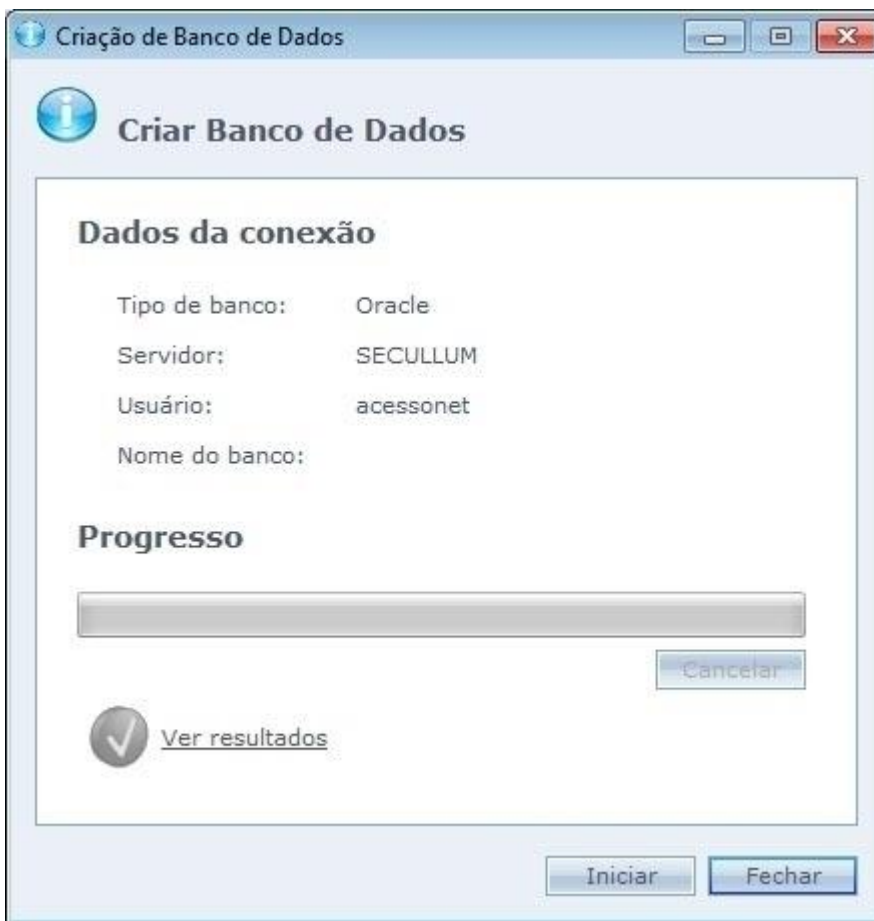 Criação de Banco de Dados
Criar Banco de Dados
Dados da conexão
Tipo de banco: Oracle
Servidor: SECULLUM
Usuário: acessonet
Nome do banco:
Progresso
Cancelar
Ver resultados
Iniciar Fechar